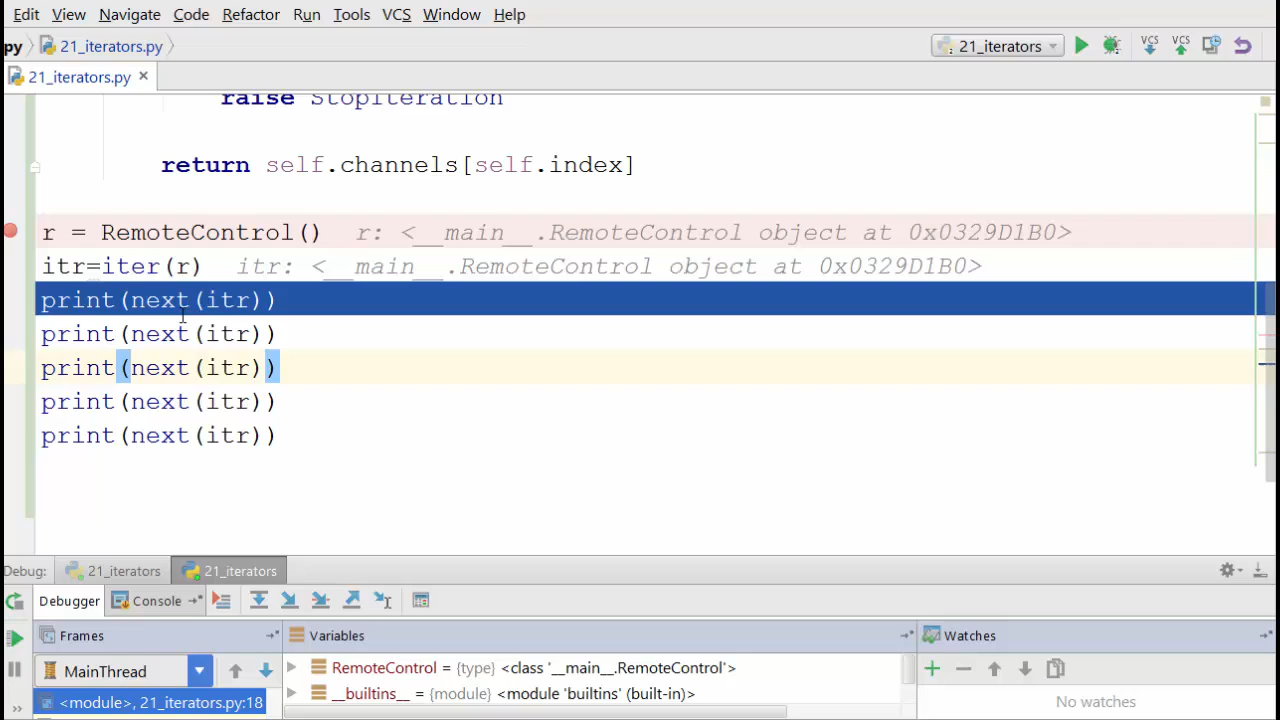 Edit View Navigate Code Refactor Run Tools VCS Window Help
py 21_iterators.py 21_iterators VCS VCS
21_iterators.py
raise StopIteration
return self.channels[self.index]
r = RemoteControl() r: <__main__.RemoteControl object at 0x0329D1B0>
itr=iter(r) itr: <__main__.RemoteControl object at 0x0329D1B0>
print(next(itr))
print(next(itr))
print(next(itr))
print(next(itr))
print(next(itr))
Debug: 21_iterators 21_iterators
Debugger Console
Frames Variables Watches
MainThread RemoteControl = {type} <class '__main__.RemoteControl'>
<module>, 21_iterators.py:18 __builtins__ = {module} <module 'builtins' (built-in)> No watches